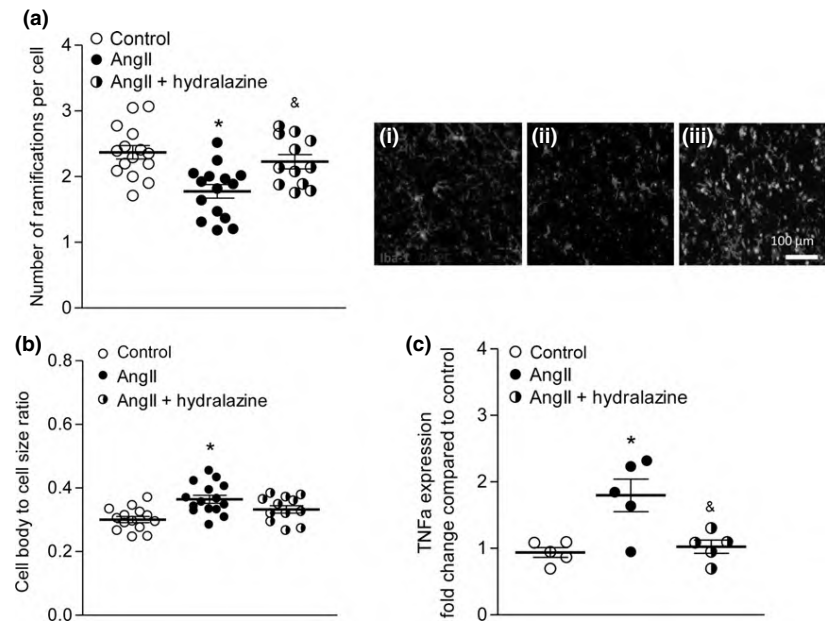 (a)
Control
AngII
AngII + hydralazine
4
3
2
1
0
Number of ramifications per cell
*
&
(i)
(ii)
(iii)
Iba-1
100 µm
(b)
Control
AngII
AngII + hydralazine
0.8
0.6
0.4
0.2
0.0
Cell body to cell size ratio
*
(c)
Control
AngII
AngII + hydralazine
4
3
2
1
0
TNFa expression
fold change compared to control
*
&